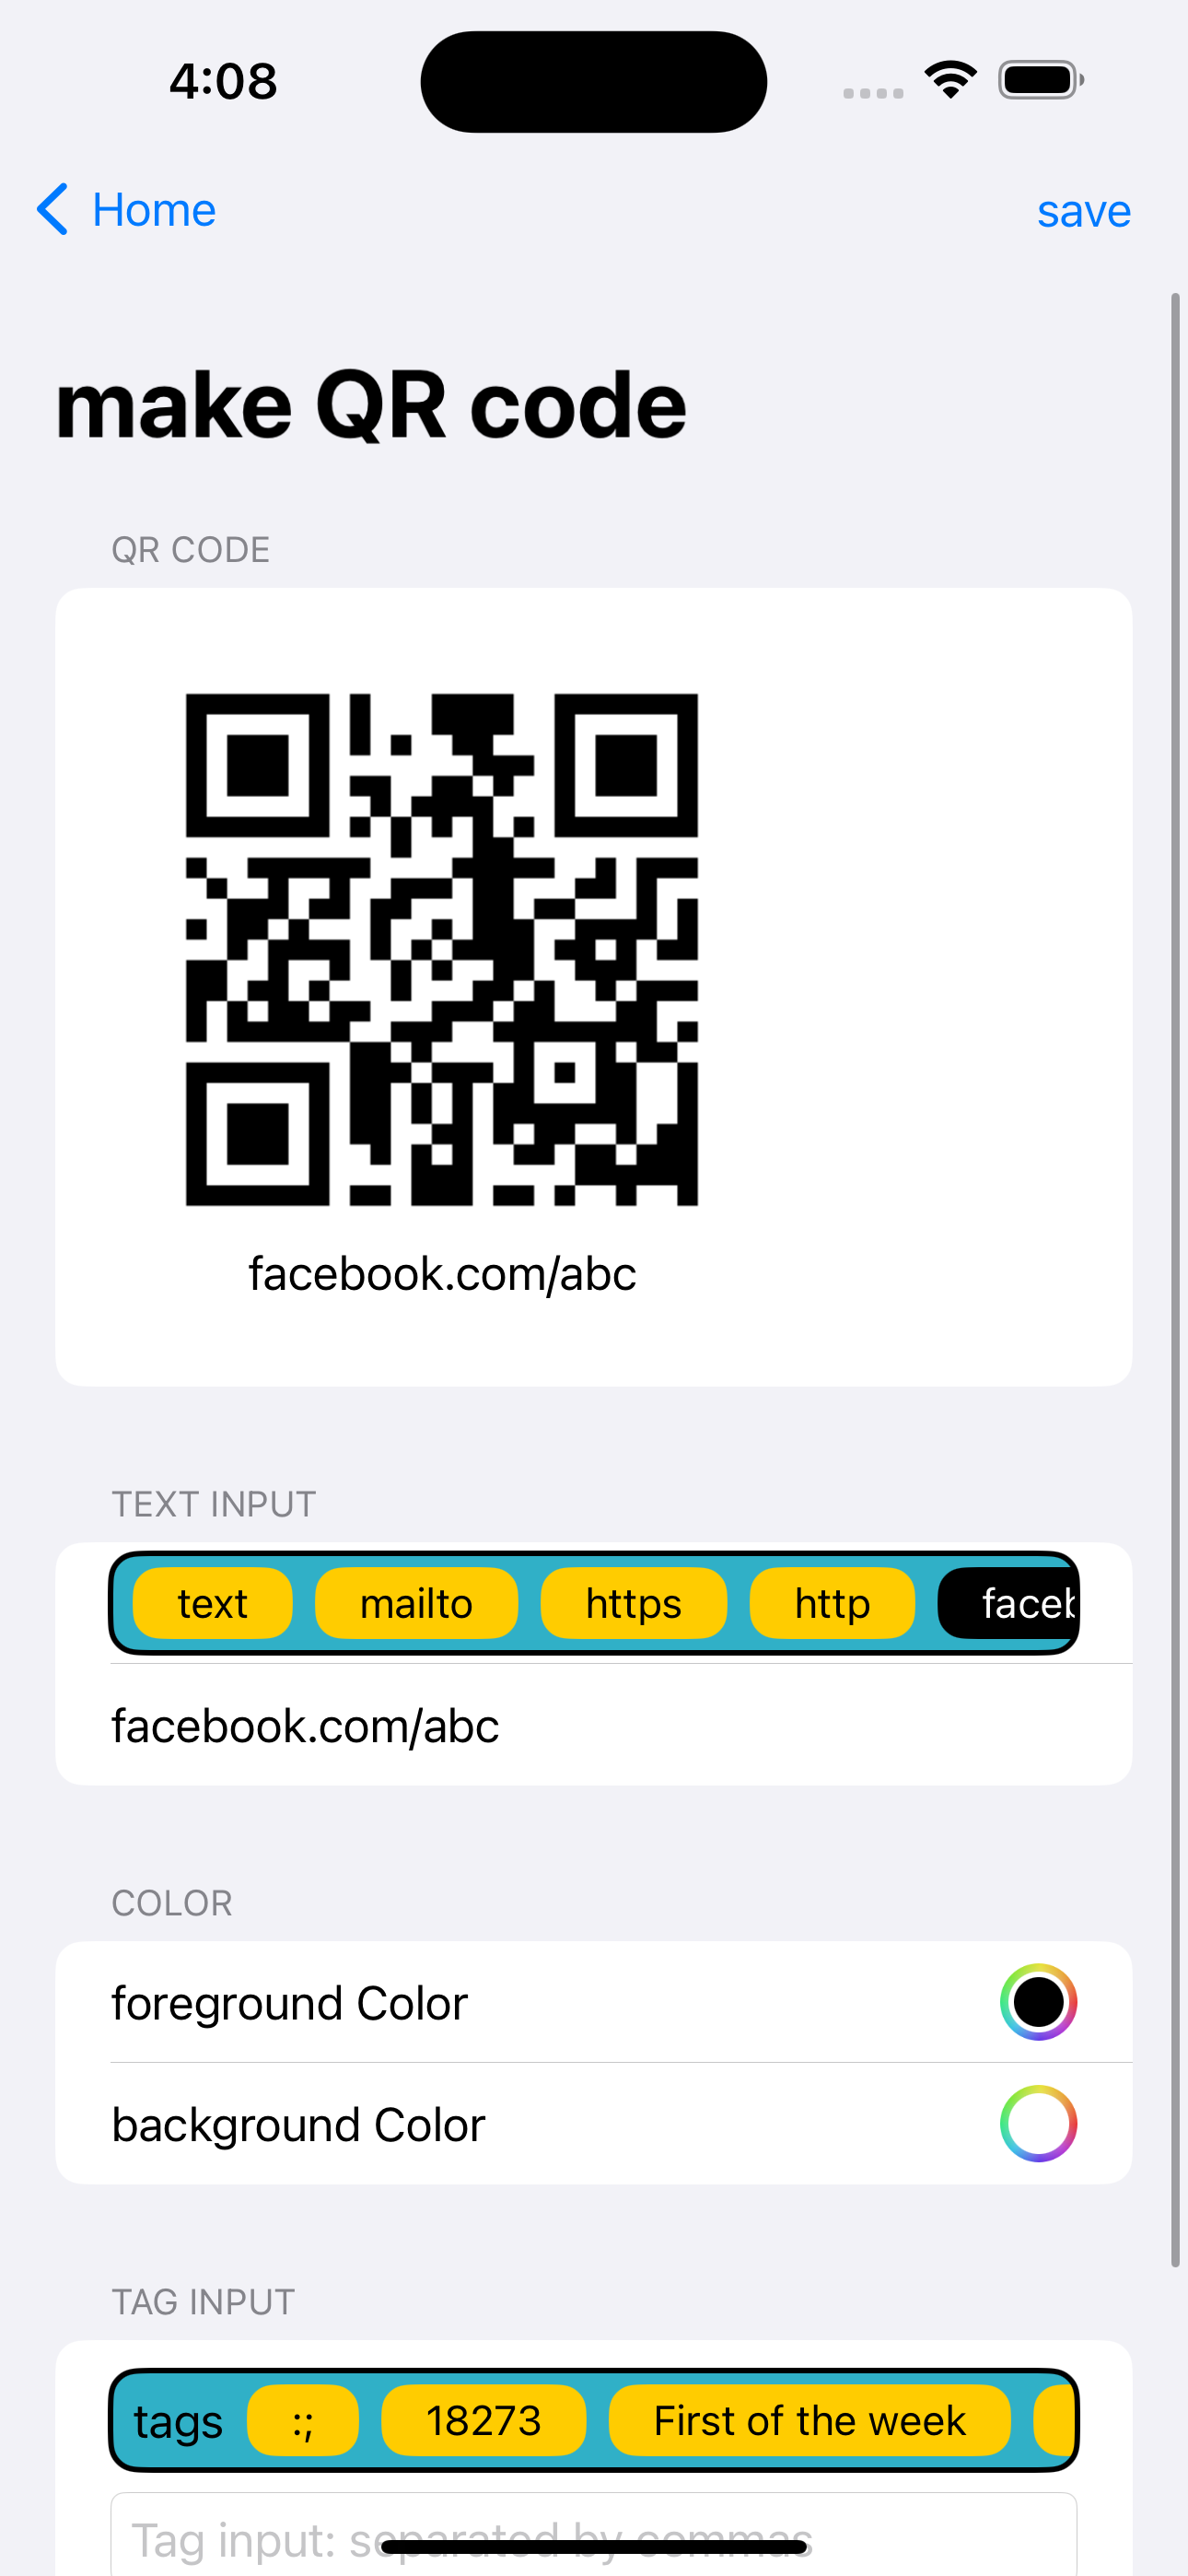 4:08
Home
save
make QR code
QR CODE
facebook.com/abc
TEXT INPUT
text mailto https http faceb
facebook.com/abc
COLOR
foreground Color
background Color
TAG INPUT
tags :; 18273 First of the week
Tag input: separated by commas